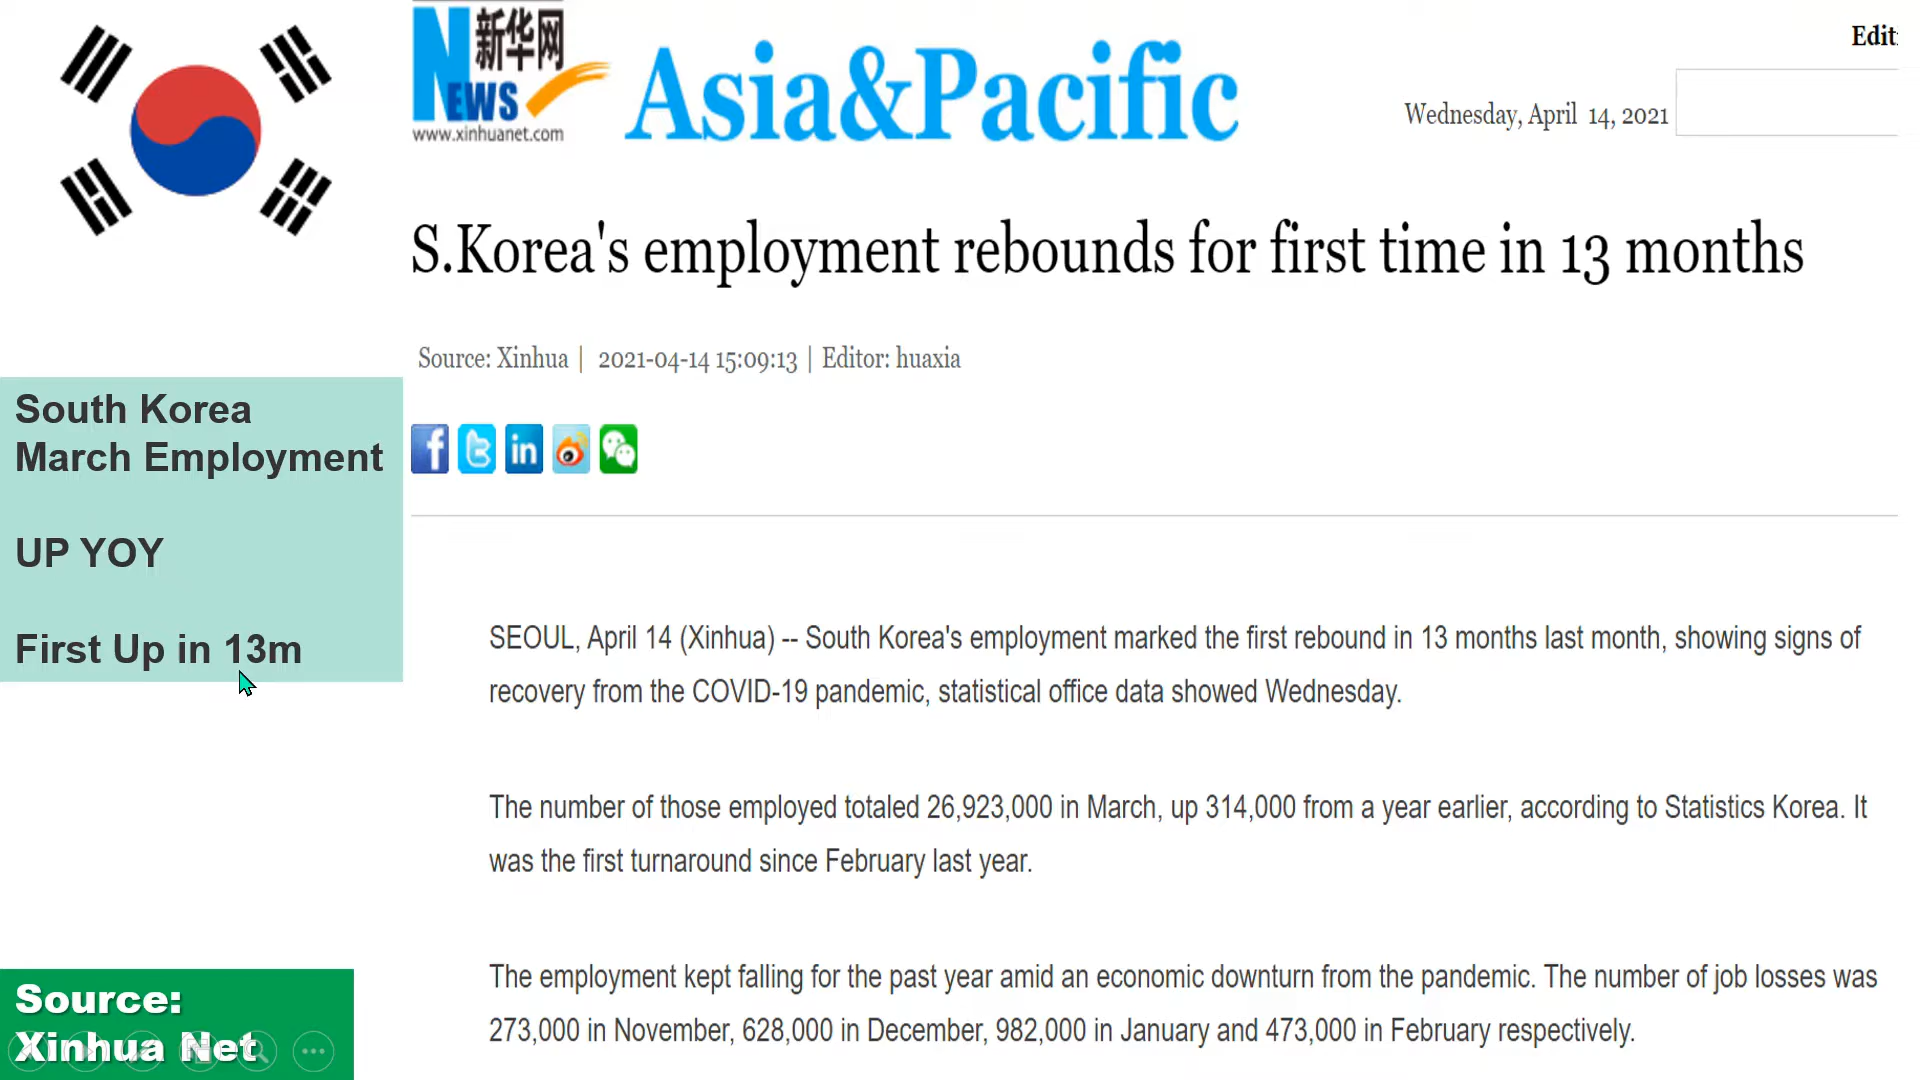 新华网
NEWS
www.xinhuanet.com
Asia&Pacific
Edit
Wednesday, April 14, 2021
S.Korea's employment rebounds for first time in 13 months
Source: Xinhua | 2021-04-14 15:09:13 | Editor: huaxia
South Korea
March Employment
UP YOY
First Up in 13m
SEOUL, April 14 (Xinhua) -- South Korea's employment marked the first rebound in 13 months last month, showing signs of
recovery from the COVID-19 pandemic, statistical office data showed Wednesday.
The number of those employed totaled 26,923,000 in March, up 314,000 from a year earlier, according to Statistics Korea. It
was the first turnaround since February last year.
The employment kept falling for the past year amid an economic downturn from the pandemic. The number of job losses was
273,000 in November, 628,000 in December, 982,000 in January and 473,000 in February respectively.
Source:
Xinhua Net